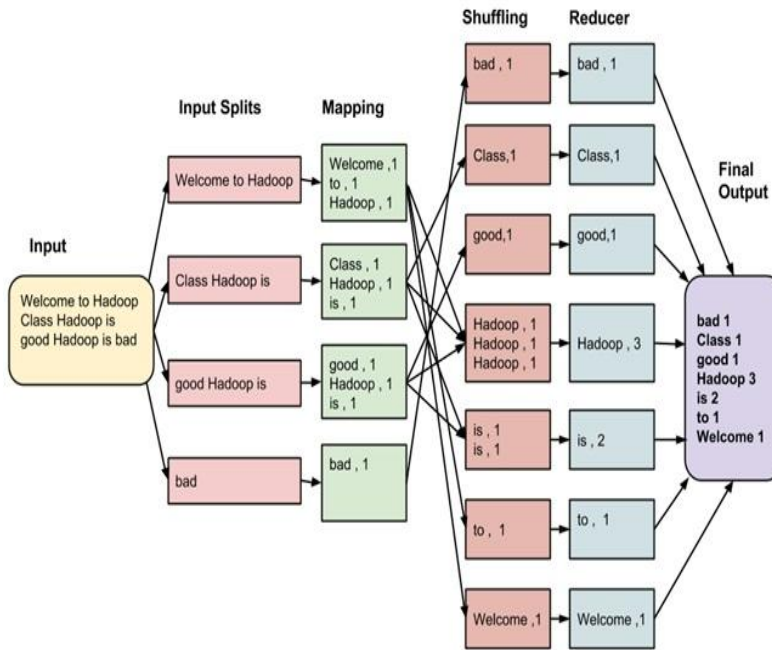 Input
Welcome to Hadoop
Class Hadoop is
good Hadoop is bad
Input Splits
Welcome to Hadoop
Class Hadoop is
good Hadoop is
bad
Mapping
Welcome ,1
to , 1
Hadoop , 1
Class , 1
Hadoop , 1
is , 1
good , 1
Hadoop , 1
is , 1
bad , 1
Shuffling
bad , 1
Class,1
good,1
Hadoop , 1
Hadoop , 1
Hadoop , 1
is , 1
is , 1
to , 1
Welcome ,1
Reducer
bad , 1
Class,1
good,1
Hadoop , 3
is , 2
to , 1
Welcome ,1
Final
Output
bad 1
Class 1
good 1
Hadoop 3
is 2
to 1
Welcome 1